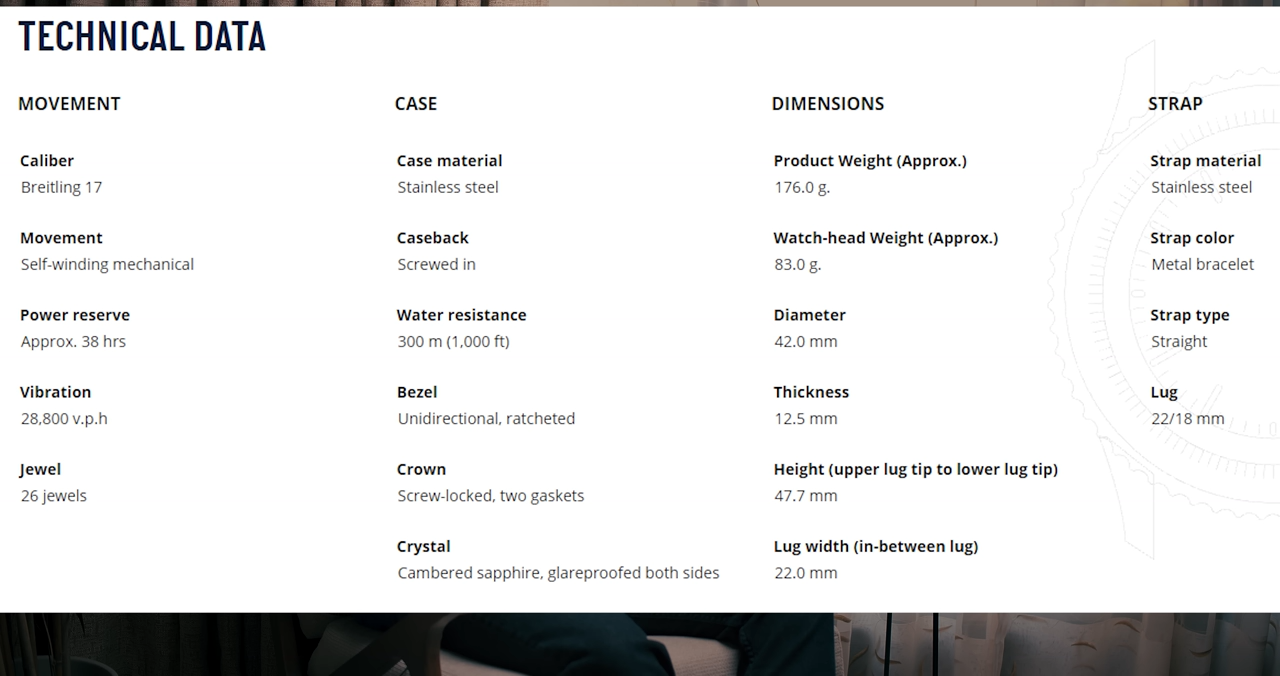 TECHNICAL DATA
MOVEMENT
Caliber
Breitling 17
Movement
Self-winding mechanical
Power reserve
Approx. 38 hrs
Vibration
28,800 v.p.h
Jewel
26 jewels
CASE
Case material
Stainless steel
Caseback
Screwed in
Water resistance
300 m (1,000 ft)
Bezel
Unidirectional, ratcheted
Crown
Screw-locked, two gaskets
Crystal
Cambered sapphire, glareproofed both sides
DIMENSIONS
Product Weight (Approx.)
176.0 g.
Watch-head Weight (Approx.)
83.0 g.
Diameter
42.0 mm
Thickness
12.5 mm
Height (upper lug tip to lower lug tip)
47.7 mm
Lug width (in-between lug)
22.0 mm
STRAP
Strap material
Stainless steel
Strap color
Metal bracelet
Strap type
Straight
Lug
22/18 mm